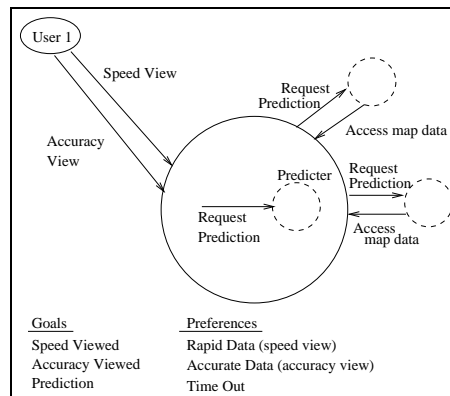 User 1
Speed View
Accuracy
View
Request
Prediction
Access map data
Predicter
Request
Prediction
Request
Prediction
Access
map data
Goals
Speed Viewed
Accuracy Viewed
Prediction
Preferences
Rapid Data (speed view)
Accurate Data (accuracy view)
Time Out